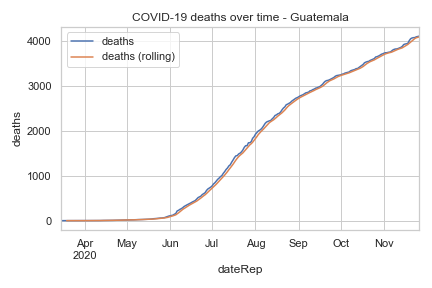 COVID-19 deaths over time - Guatemala
deaths
deaths (rolling)
deaths
4000
3000
2000
1000
0
Apr
2020
May
Jun
Jul
Aug
Sep
Oct
Nov
dateRep